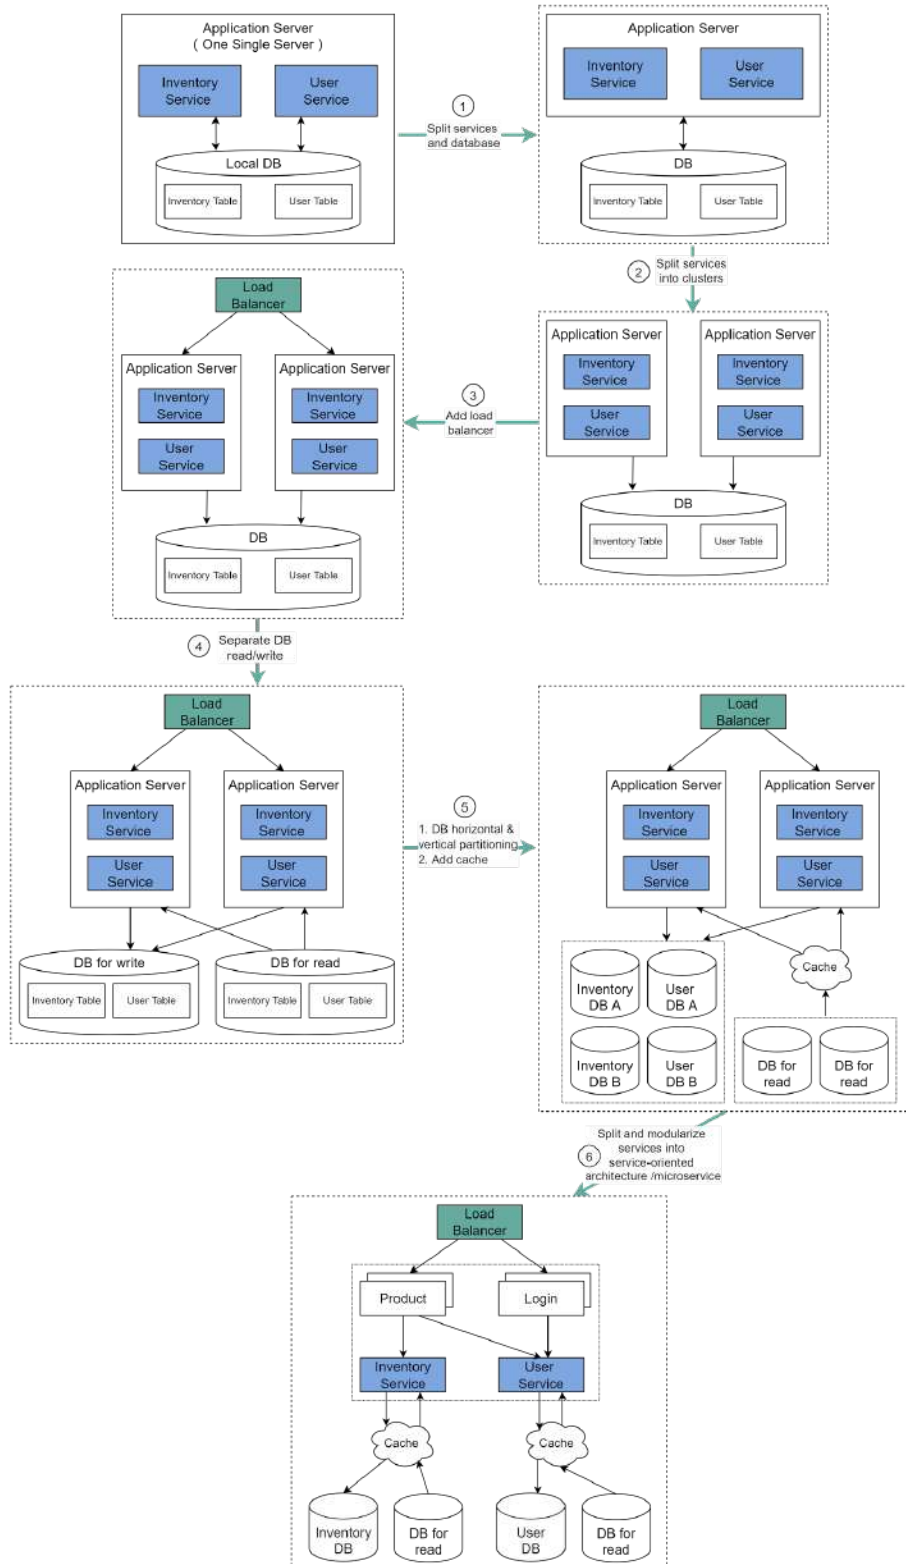 Application Server
( One Single Server )
Inventory
Service
User
Service
Local DB
Inventory Table
User Table
1
Split services
and database
Application Server
Inventory
Service
User
Service
DB
Inventory Table
User Table
2
Split services
into clusters
Application Server
Inventory
Service
User
Service
Application Server
Inventory
Service
User
Service
DB
Inventory Table
User Table
3
Add load
balancer
Load
Balancer
Application Server
Inventory
Service
User
Service
Application Server
Inventory
Service
User
Service
DB
Inventory Table
User Table
4
Separate DB
read/write
Load
Balancer
Application Server
Inventory
Service
User
Service
Application Server
Inventory
Service
User
Service
DB for write
Inventory Table
User Table
DB for read
Inventory Table
User Table
5
1. DB horizontal &
vertical partitioning
2. Add cache
Load
Balancer
Application Server
Inventory
Service
User
Service
Application Server
Inventory
Service
User
Service
Cache
Inventory
DB A
User
DB A
Inventory
DB B
User
DB B
DB for
read
DB for
read
6
Split and modularize
services into
service-oriented
architecture /microservice
Load
Balancer
Product
Login
Inventory
Service
User
Service
Cache
Cache
Inventory
DB
DB for
read
User
DB
DB for
read